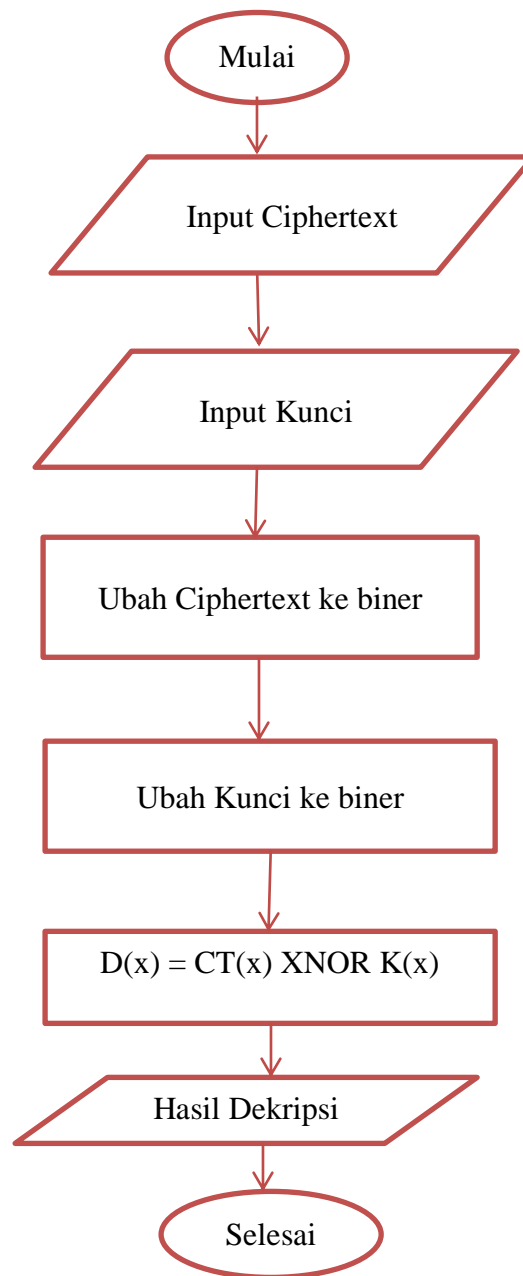 Mulai
Input Ciphertext
Input Kunci
Ubah Ciphertext ke biner
Ubah Kunci ke biner
D(x) = CT(x) XNOR K(x)
Hasil Dekripsi
Selesai